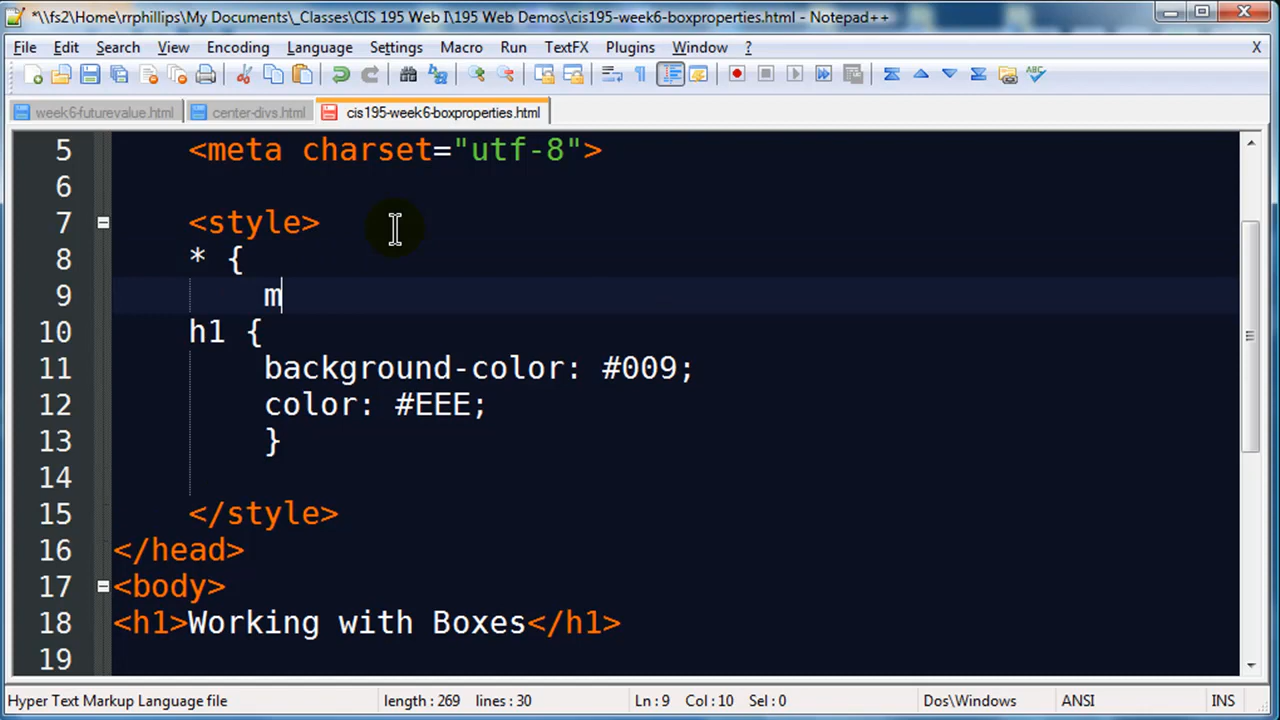 *\\fs2\Home\rrphillips\My Documents\_Classes\CIS 195 Web I\195 Web Demos\cis195-week6-boxproperties.html - Notepad++
File Edit Search View Encoding Language Settings Macro Run TextFX Plugins Window ? X
week6-futurevalue.html center-divs.html cis195-week6-boxproperties.html
5 <meta charset="utf-8">
6
7 <style>
8 * {
9 m
10 h1 {
11 background-color: #009;
12 color: #EEE;
13 }
14
15 </style>
16 </head>
17 <body>
18 <h1>Working with Boxes</h1>
19
Hyper Text Markup Language file length : 269 lines : 30 Ln : 9 Col : 10 Sel : 0 Dos\Windows ANSI INS